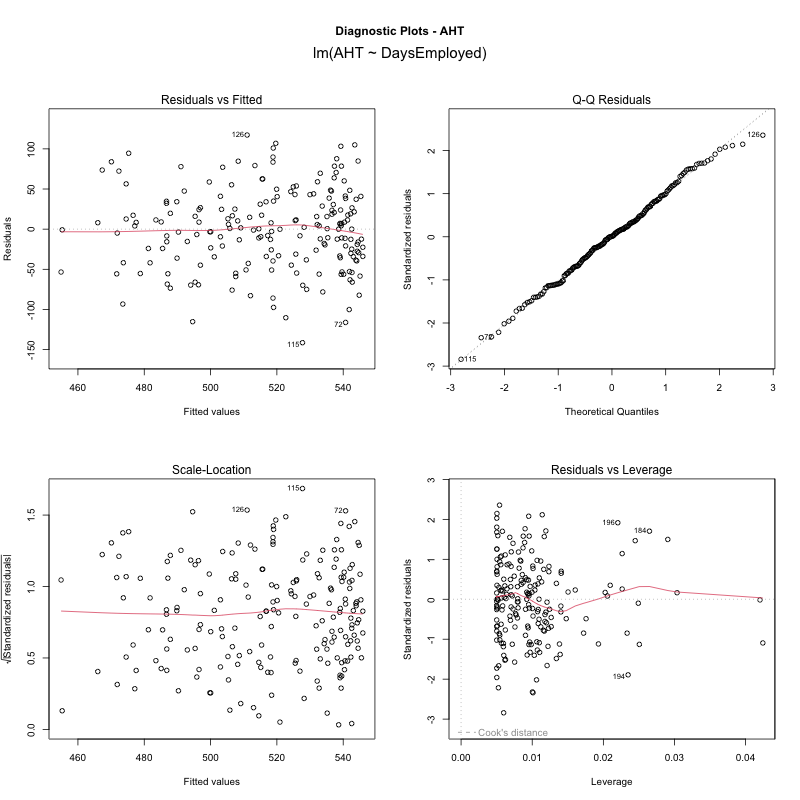 Diagnostic Plots - AHT
lm(AHT ~ DaysEmployed)
Residuals vs Fitted
Residuals
-150 -100 -50 0 50 100
126
72
115
460 480 500 520 540
Fitted values
Q-Q Residuals
Standardized residuals
-3 -2 -1 0 1 2
126
72
115
-3 -2 -1 0 1 2 3
Theoretical Quantiles
Scale-Location
√|Standardized residuals|
0.0 0.5 1.0 1.5
115
126
72
460 480 500 520 540
Fitted values
Residuals vs Leverage
Standardized residuals
-3 -2 -1 0 1 2 3
196
184
194
Cook's distance
0.00 0.01 0.02 0.03 0.04
Leverage